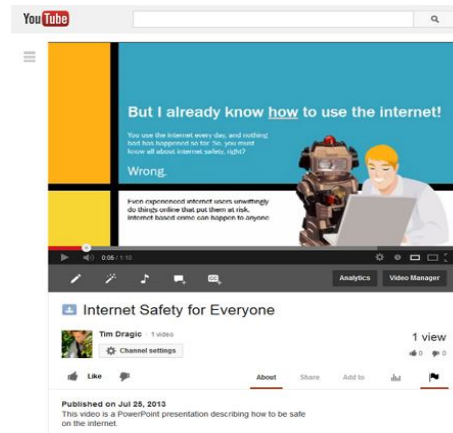 YouTube
But I already know how to use the internet!
You use the internet every day, and nothing
bad has happened so far. So, you must
know all about internet safety, right?
Wrong.
Even experienced internet users unwittingly
do things online that put them at risk.
Internet based crime can happen to anyone
0:05 / 1:10
Analytics
Video Manager
Internet Safety for Everyone
Tim Dragic · 1 video
Channel settings
1 view
0 0
Like
About Share Add to
Published on Jul 25, 2013
This video is a PowerPoint presentation describing how to be safe
on the internet